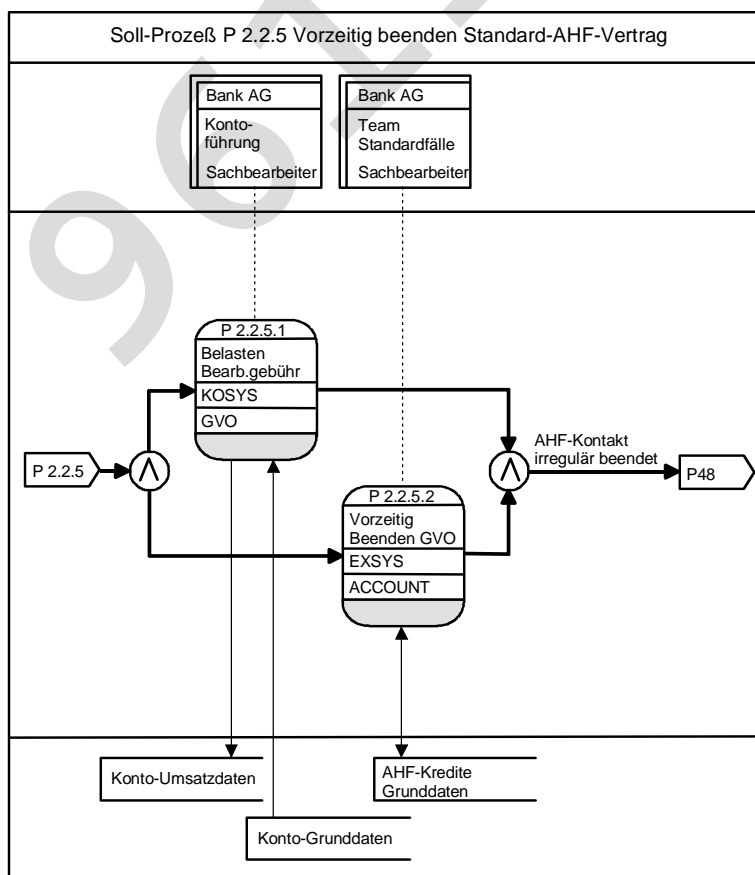 Soll-Prozeß P 2.2.5 Vorzeitig beenden Standard-AHF-Vertrag
Bank AG
Konto-
führung
Sachbearbeiter
Bank AG
Team
Standardfälle
Sachbearbeiter
P 2.2.5.1
Belasten
Bearb.gebühr
KOSYS
GVO
P 2.2.5
AHF-Kontakt
irregulär beendet
P48
P 2.2.5.2
Vorzeitig
Beenden GVO
EXSYS
ACCOUNT
Konto-Umsatzdaten
AHF-Kredite
Grunddaten
Konto-Grunddaten